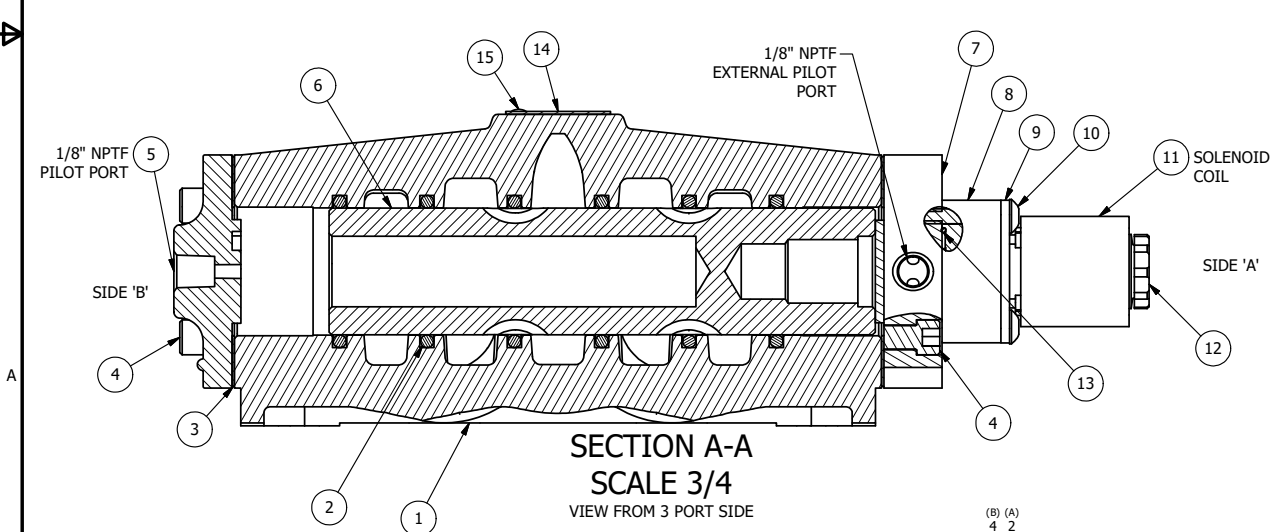 15
14
1/8" NPTF
EXTERNAL PILOT
PORT
7
6
8
9
10
1/8" NPTF
PILOT PORT
5
11
SOLENOID
COIL
SIDE 'B'
SIDE 'A'
4
12
A
13
3
4
2
1
SECTION A-A
SCALE 3/4
VIEW FROM 3 PORT SIDE
(B) (A)
4 2